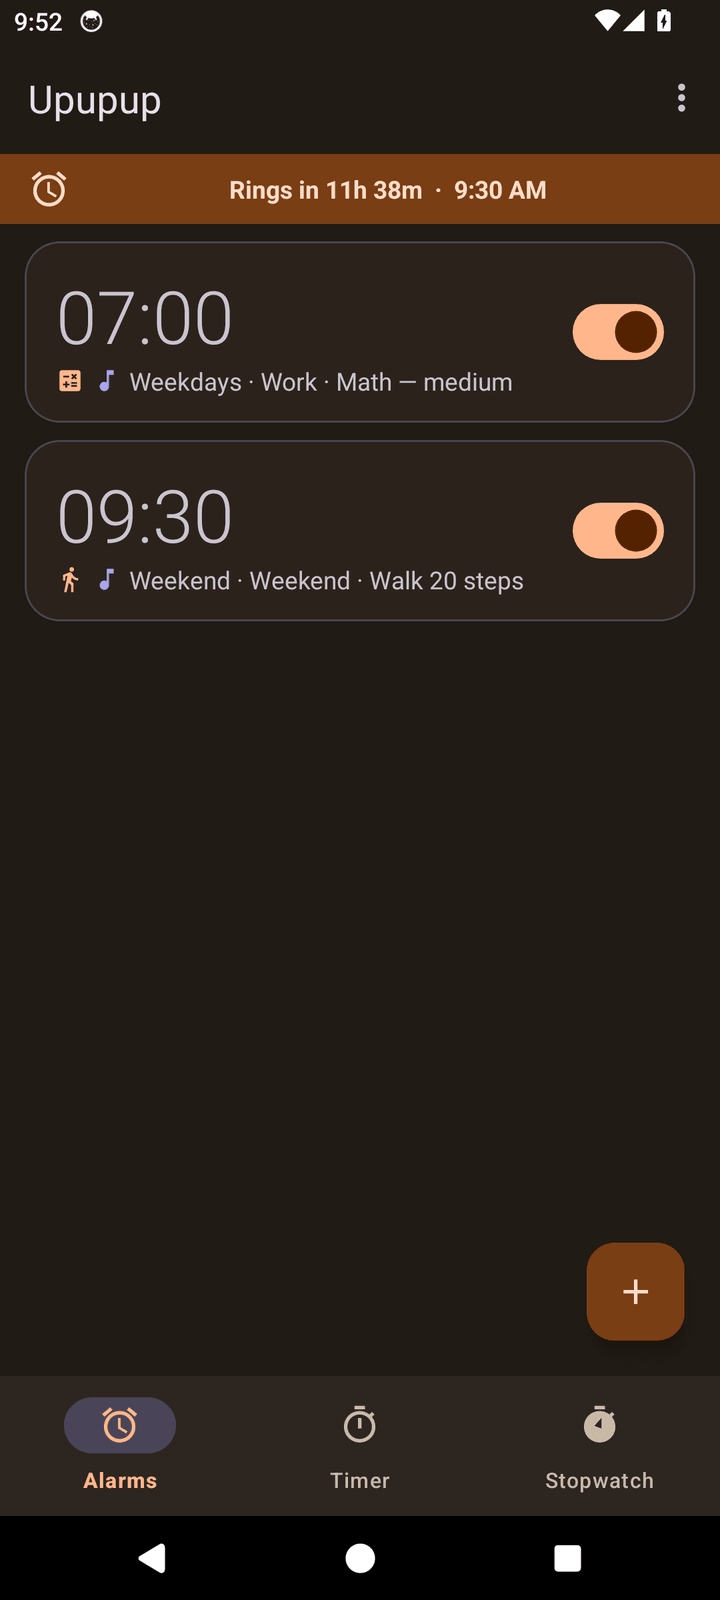 9:52
Upupup
Rings in 11h 38m · 9:30 AM
07:00
Weekdays · Work · Math — medium
09:30
Weekend · Weekend · Walk 20 steps
Alarms
Timer
Stopwatch